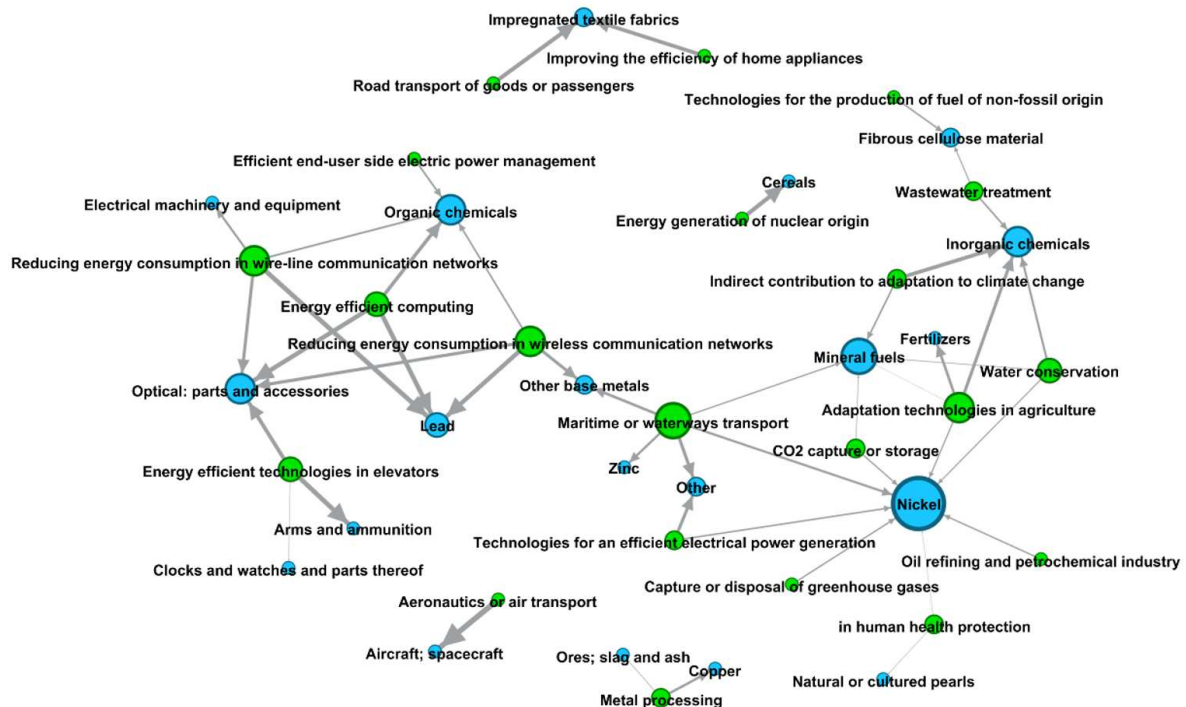 Impregnated textile fabrics
Improving the efficiency of home appliances
Road transport of goods or passengers
Technologies for the production of fuel of non-fossil origin
Fibrous cellulose material
Efficient end-user side electric power management
Cereals
Wastewater treatment
Electrical machinery and equipment
Organic chemicals
Energy generation of nuclear origin
Inorganic chemicals
Reducing energy consumption in wire-line communication networks
Indirect contribution to adaptation to climate change
Energy efficient computing
Fertilizers
Reducing energy consumption in wireless communication networks
Mineral fuels
Water conservation
Other base metals
Optical: parts and accessories
Adaptation technologies in agriculture
Lead
Maritime or waterways transport
CO2 capture or storage
Zinc
Energy efficient technologies in elevators
Other
Nickel
Arms and ammunition
Technologies for an efficient electrical power generation
Oil refining and petrochemical industry
Clocks and watches and parts thereof
Capture or disposal of greenhouse gases
Aeronautics or air transport
in human health protection
Aircraft; spacecraft
Ores; slag and ash
Copper
Natural or cultured pearls
Metal processing